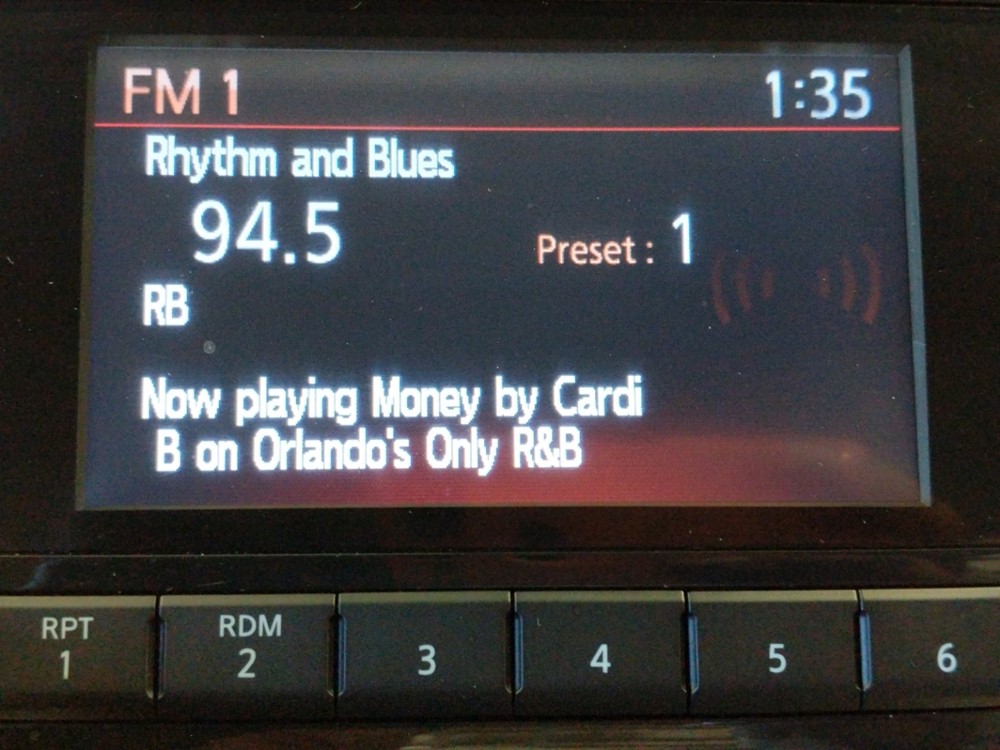 FM 1 1:35
Rhythm and Blues
94.5 Preset : 1
RB
Now playing Money by Cardi
B on Orlando's Only R&B
RPT RDM
1 2 3 4 5 6